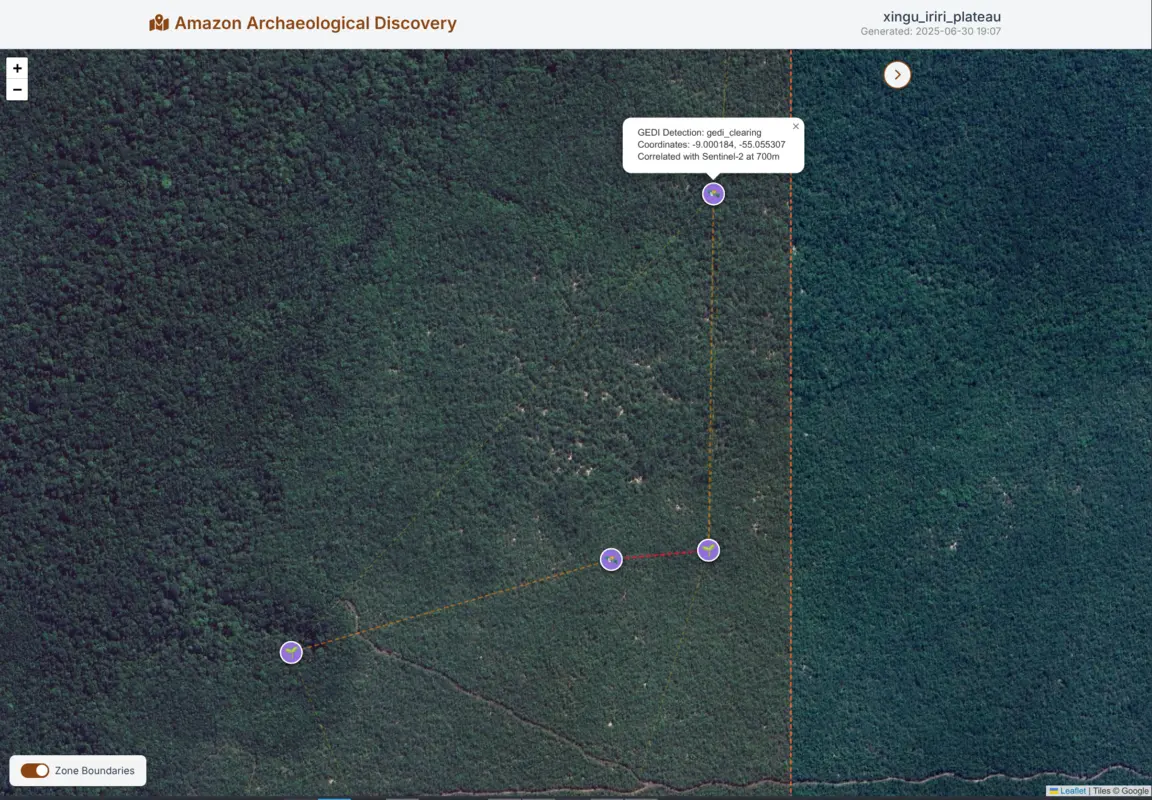 Amazon Archaeological Discovery
xingu_iriri_plateau
Generated: 2025-06-30 19:07
+
−
GEDI Detection: gedi_clearing
Coordinates: -9.000184, -55.055307
Correlated with Sentinel-2 at 700m
×
Zone Boundaries
Leaflet | Tiles © Google